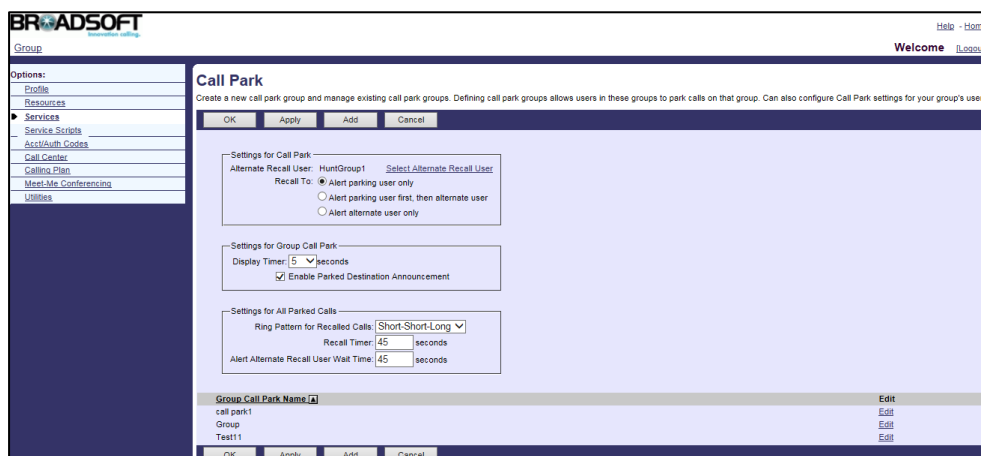 BROADSOFT
innovation calling.
Help - Hom
Group
Welcome [Logou
Options:
Profile
Resources
Services
Service Scripts
Acct/Auth Codes
Call Center
Calling Plan
Meet-Me Conferencing
Utilities
Call Park
Create a new call park group and manage existing call park groups. Defining call park groups allows users in these groups to park calls on that group. Can also configure Call Park settings for your group's use
OK Apply Add Cancel
Settings for Call Park
Alternate Recall User: HuntGroup1 Select Alternate Recall User
Recall To: Alert parking user only
Alert parking user first, then alternate user
Alert alternate user only
Settings for Group Call Park
Display Timer: 5 seconds
Enable Parked Destination Announcement
Settings for All Parked Calls
Ring Pattern for Recalled Calls: Short-Short-Long
Recall Timer: 45 seconds
Alert Alternate Recall User Wait Time: 45 seconds
Group Call Park Name Edit
call park1 Edit
Group Edit
Test11 Edit
OK Apply Add Cancel